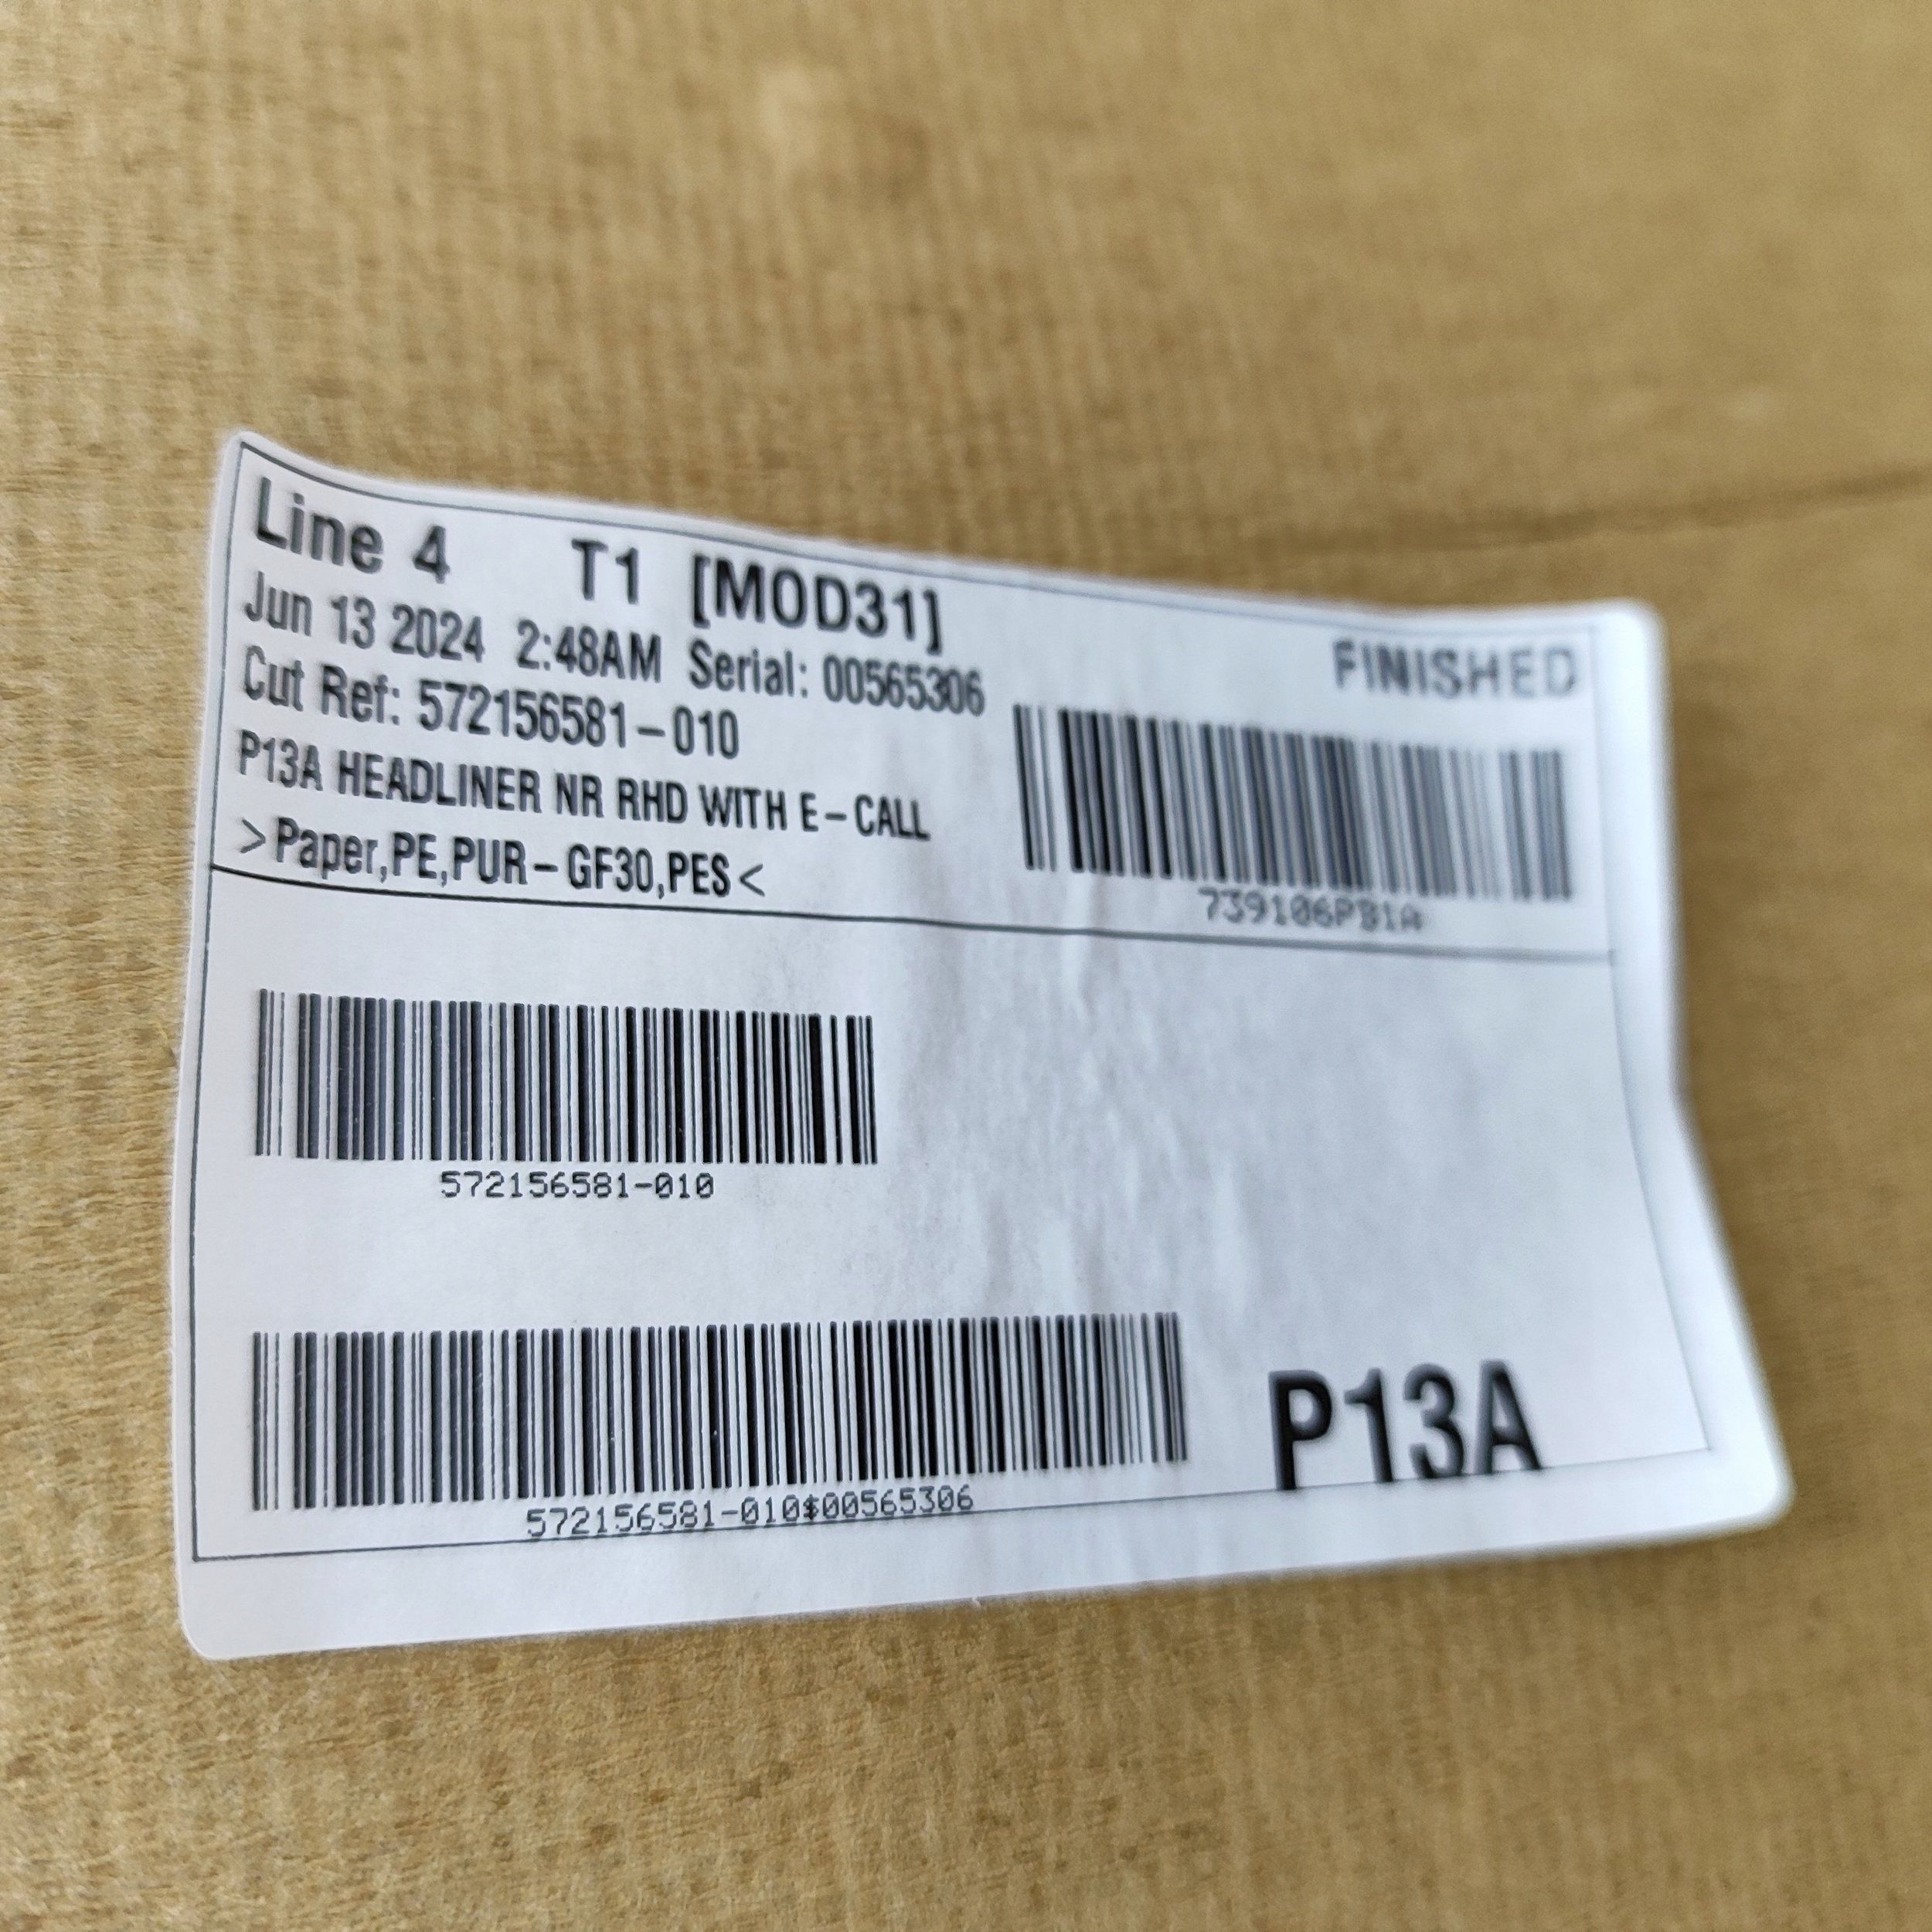 Line 4 T1 [MOD31]
FINISHED
Jun 13 2024 2:48AM Serial: 00565306
Cut Ref: 572156581-010
P13A HEADLINER NR RHD WITH E-CALL
>Paper,PE,PUR-GF30,PES<
739106PB1A
572156581-010
572156581-010$00565306
P13A